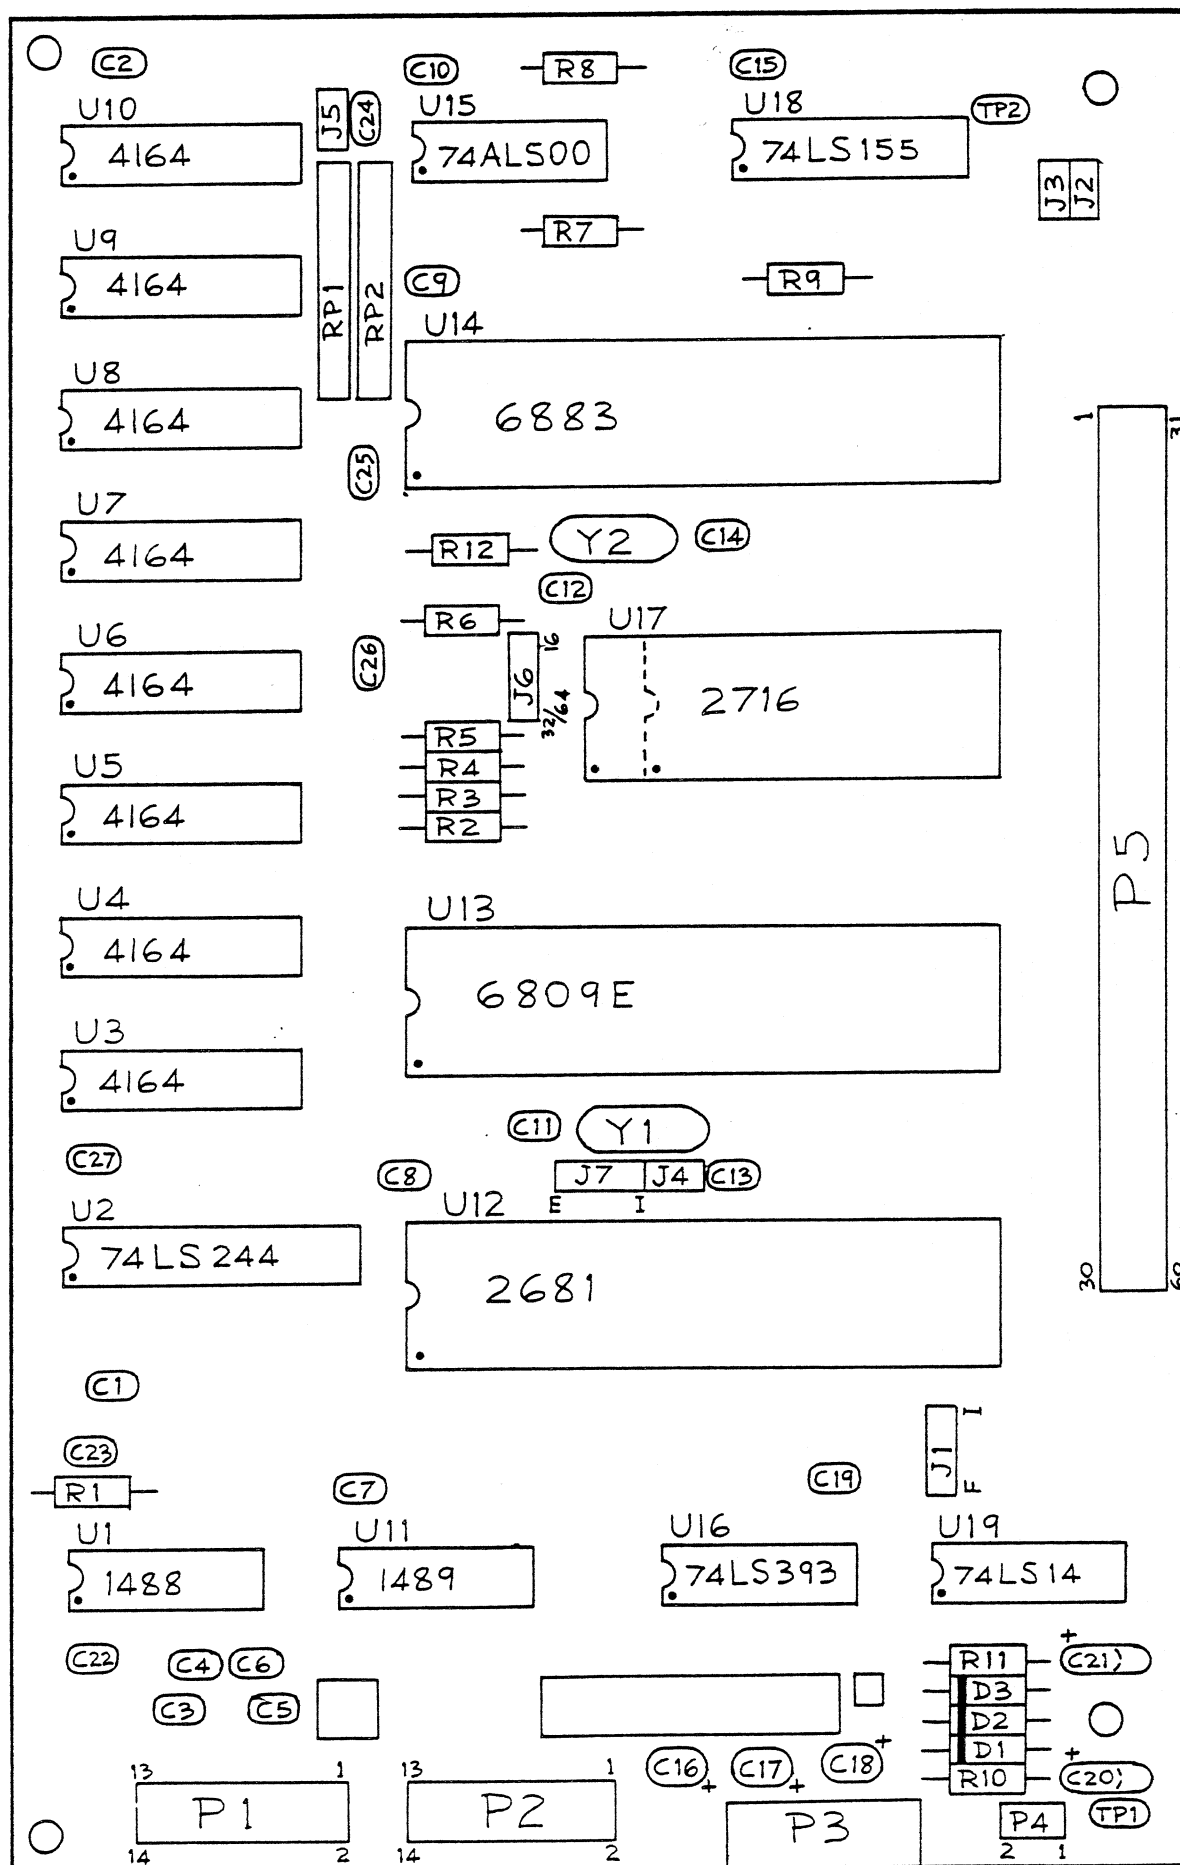 C2
C10
R8
C15
U10
J5
C24
U15
U18
TP2
4164
74ALS00
74LS155
J3
J2
R7
U9
4164
RP1
RP2
C9
R9
U14
U8
4164
6883
1
31
C25
U7
4164
R12
Y2
C14
C12
R6
U17
U6
4164
C26
J6
16
32/64
2716
R5
R4
R3
R2
U5
4164
P5
U4
4164
U13
6809E
U3
4164
C11
Y1
C27
C8
J7
J4
C13
E
I
U2
74LS244
U12
2681
30
60
C1
J1
I
F
C23
R1
C7
C19
U1
1488
U11
1489
U16
74LS393
U19
74LS14
C22
C4
C6
C3
C5
R11
D3
D2
D1
R10
+
C21
C16
+
C17
+
C18
+
+
C20
TP1
13
1
P1
14
2
13
1
P2
14
2
P3
P4
2
1